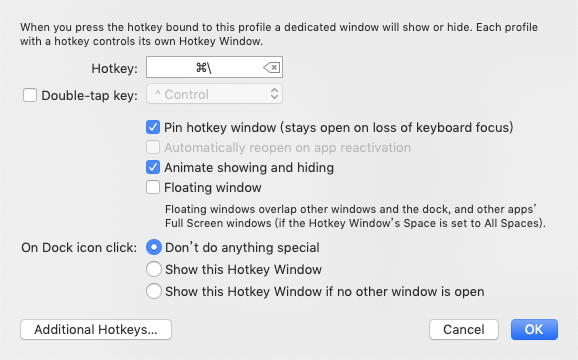 When you press the hotkey bound to this profile a dedicated window will show or hide. Each profile
with a hotkey controls its own Hotkey Window.
Hotkey: ⌘\
Double-tap key: ^ Control
Pin hotkey window (stays open on loss of keyboard focus)
Automatically reopen on app reactivation
Animate showing and hiding
Floating window
Floating windows overlap other windows and the dock, and other apps'
Full Screen windows (if the Hotkey Window's Space is set to All Spaces).
On Dock icon click: Don't do anything special
Show this Hotkey Window
Show this Hotkey Window if no other window is open
Additional Hotkeys... Cancel OK